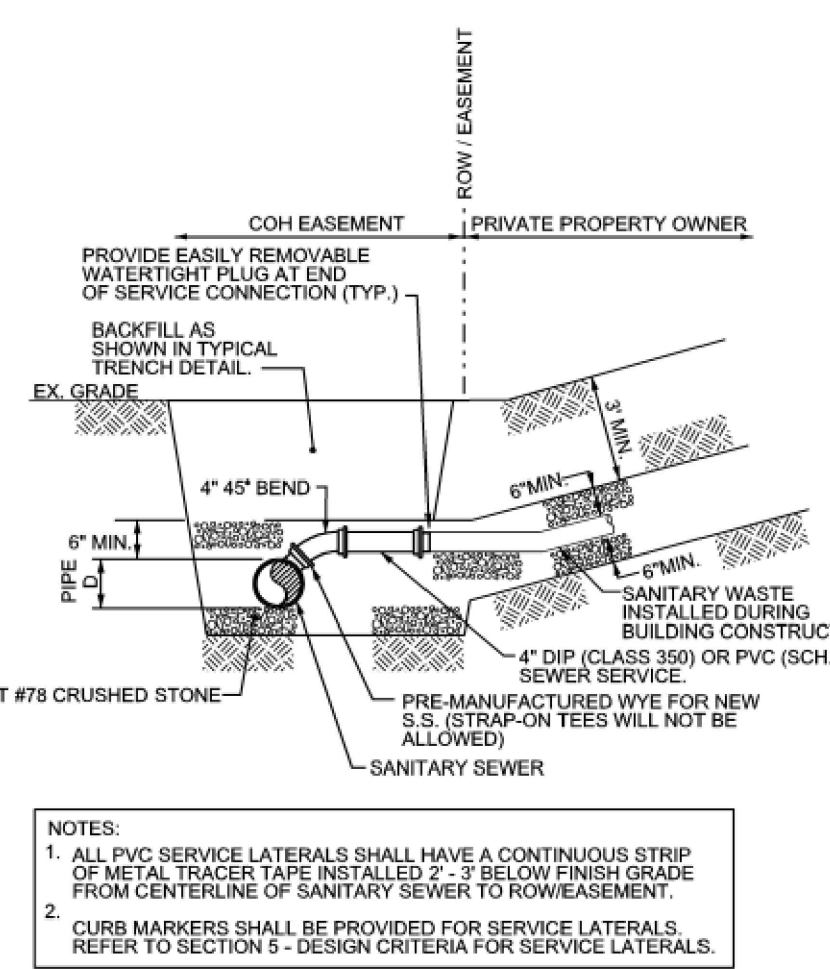 ROW / EASEMENT
COH EASEMENT
PRIVATE PROPERTY OWNER
PROVIDE EASILY REMOVABLE
WATERTIGHT PLUG AT END
OF SERVICE CONNECTION (TYP.)
BACKFILL AS
SHOWN IN TYPICAL
TRENCH DETAIL.
EX. GRADE
3' MIN.
4" 45° BEND
6"MIN.
6" MIN.
PIPE
D
6"MIN.
SANITARY WASTE
INSTALLED DURING
BUILDING CONSTRUC
4" DIP (CLASS 350) OR PVC (SCH.
SEWER SERVICE.
T #78 CRUSHED STONE
PRE-MANUFACTURED WYE FOR NEW
S.S. (STRAP-ON TEES WILL NOT BE
ALLOWED)
SANITARY SEWER
NOTES:
1. ALL PVC SERVICE LATERALS SHALL HAVE A CONTINUOUS STRIP
OF METAL TRACER TAPE INSTALLED 2' - 3' BELOW FINISH GRADE
FROM CENTERLINE OF SANITARY SEWER TO ROW/EASEMENT.
2.
CURB MARKERS SHALL BE PROVIDED FOR SERVICE LATERALS.
REFER TO SECTION 5 - DESIGN CRITERIA FOR SERVICE LATERALS.